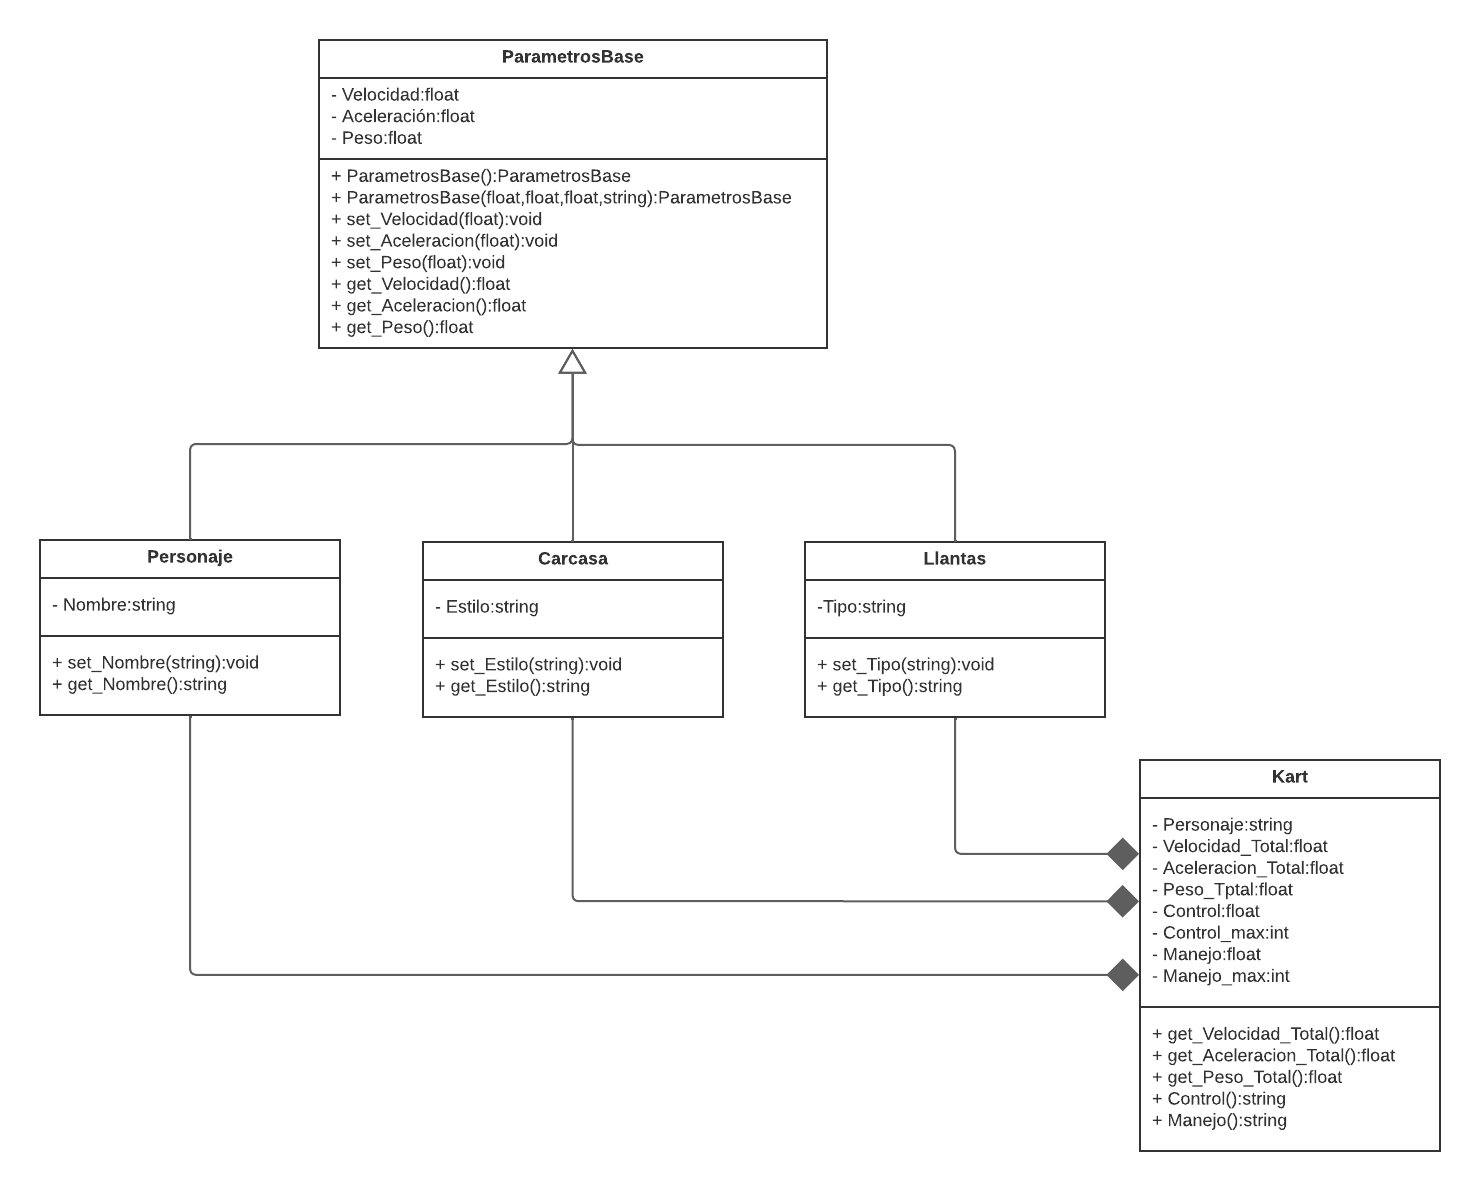 ParametrosBase
- Velocidad:float
- Aceleración:float
- Peso:float
+ ParametrosBase():ParametrosBase
+ ParametrosBase(float,float,float,string):ParametrosBase
+ set_Velocidad(float):void
+ set_Aceleracion(float):void
+ set_Peso(float):void
+ get_Velocidad():float
+ get_Aceleracion():float
+ get_Peso():float
Personaje
- Nombre:string
+ set_Nombre(string):void
+ get_Nombre():string
Carcasa
- Estilo:string
+ set_Estilo(string):void
+ get_Estilo():string
Llantas
-Tipo:string
+ set_Tipo(string):void
+ get_Tipo():string
Kart
- Personaje:string
- Velocidad_Total:float
- Aceleracion_Total:float
- Peso_Tptal:float
- Control:float
- Control_max:int
- Manejo:float
- Manejo_max:int
+ get_Velocidad_Total():float
+ get_Aceleracion_Total():float
+ get_Peso_Total():float
+ Control():string
+ Manejo():string